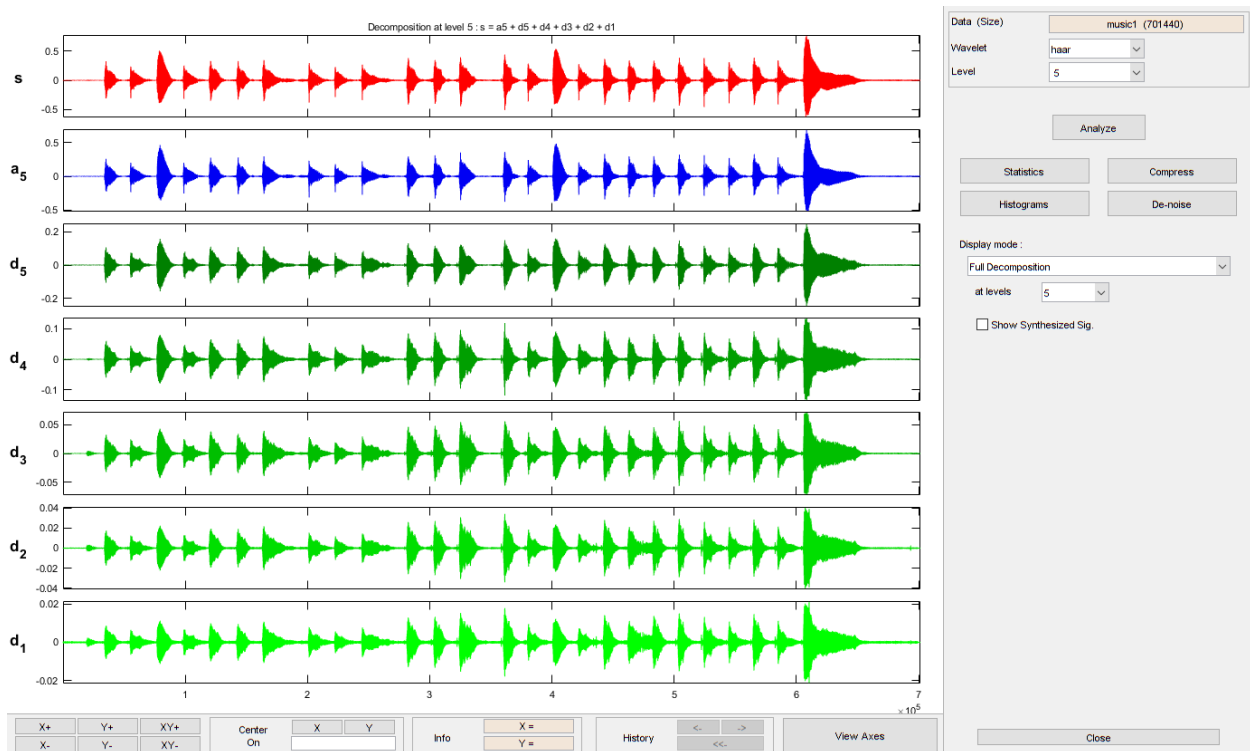 Decomposition at level 5 : s = a5 + d5 + d4 + d3 + d2 + d1
s
0.5
0
-0.5
a5
0.5
0
-0.5
d5
0.2
0
-0.2
d4
0.1
0
-0.1
d3
0.05
0
-0.05
d2
0.04
0.02
0
-0.02
-0.04
d1
0.02
0
-0.02
1 2 3 4 5 6 7
× 10^5
Data (Size) music1 (701440)
Wavelet haar
Level 5
Analyze
Statistics Compress
Histograms De-noise
Display mode :
Full Decomposition
at levels 5
Show Synthesized Sig.
X+ Y+ XY+
X- Y- XY-
Center On
X Y
Info
X =
Y =
History
<- ->
<<-
View Axes
Close